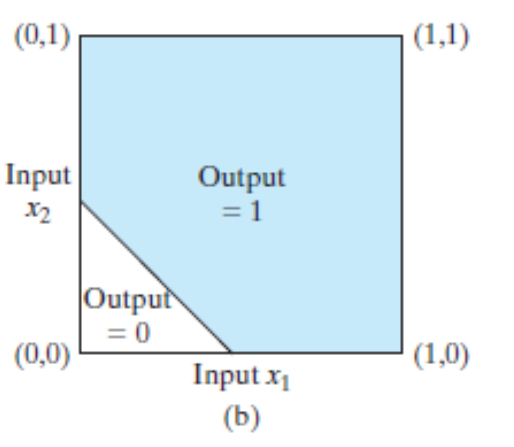 (0,1)
(1,1)
Input
x₂
Output
= 1
Output
= 0
(0,0)
(1,0)
Input x₁
(b)